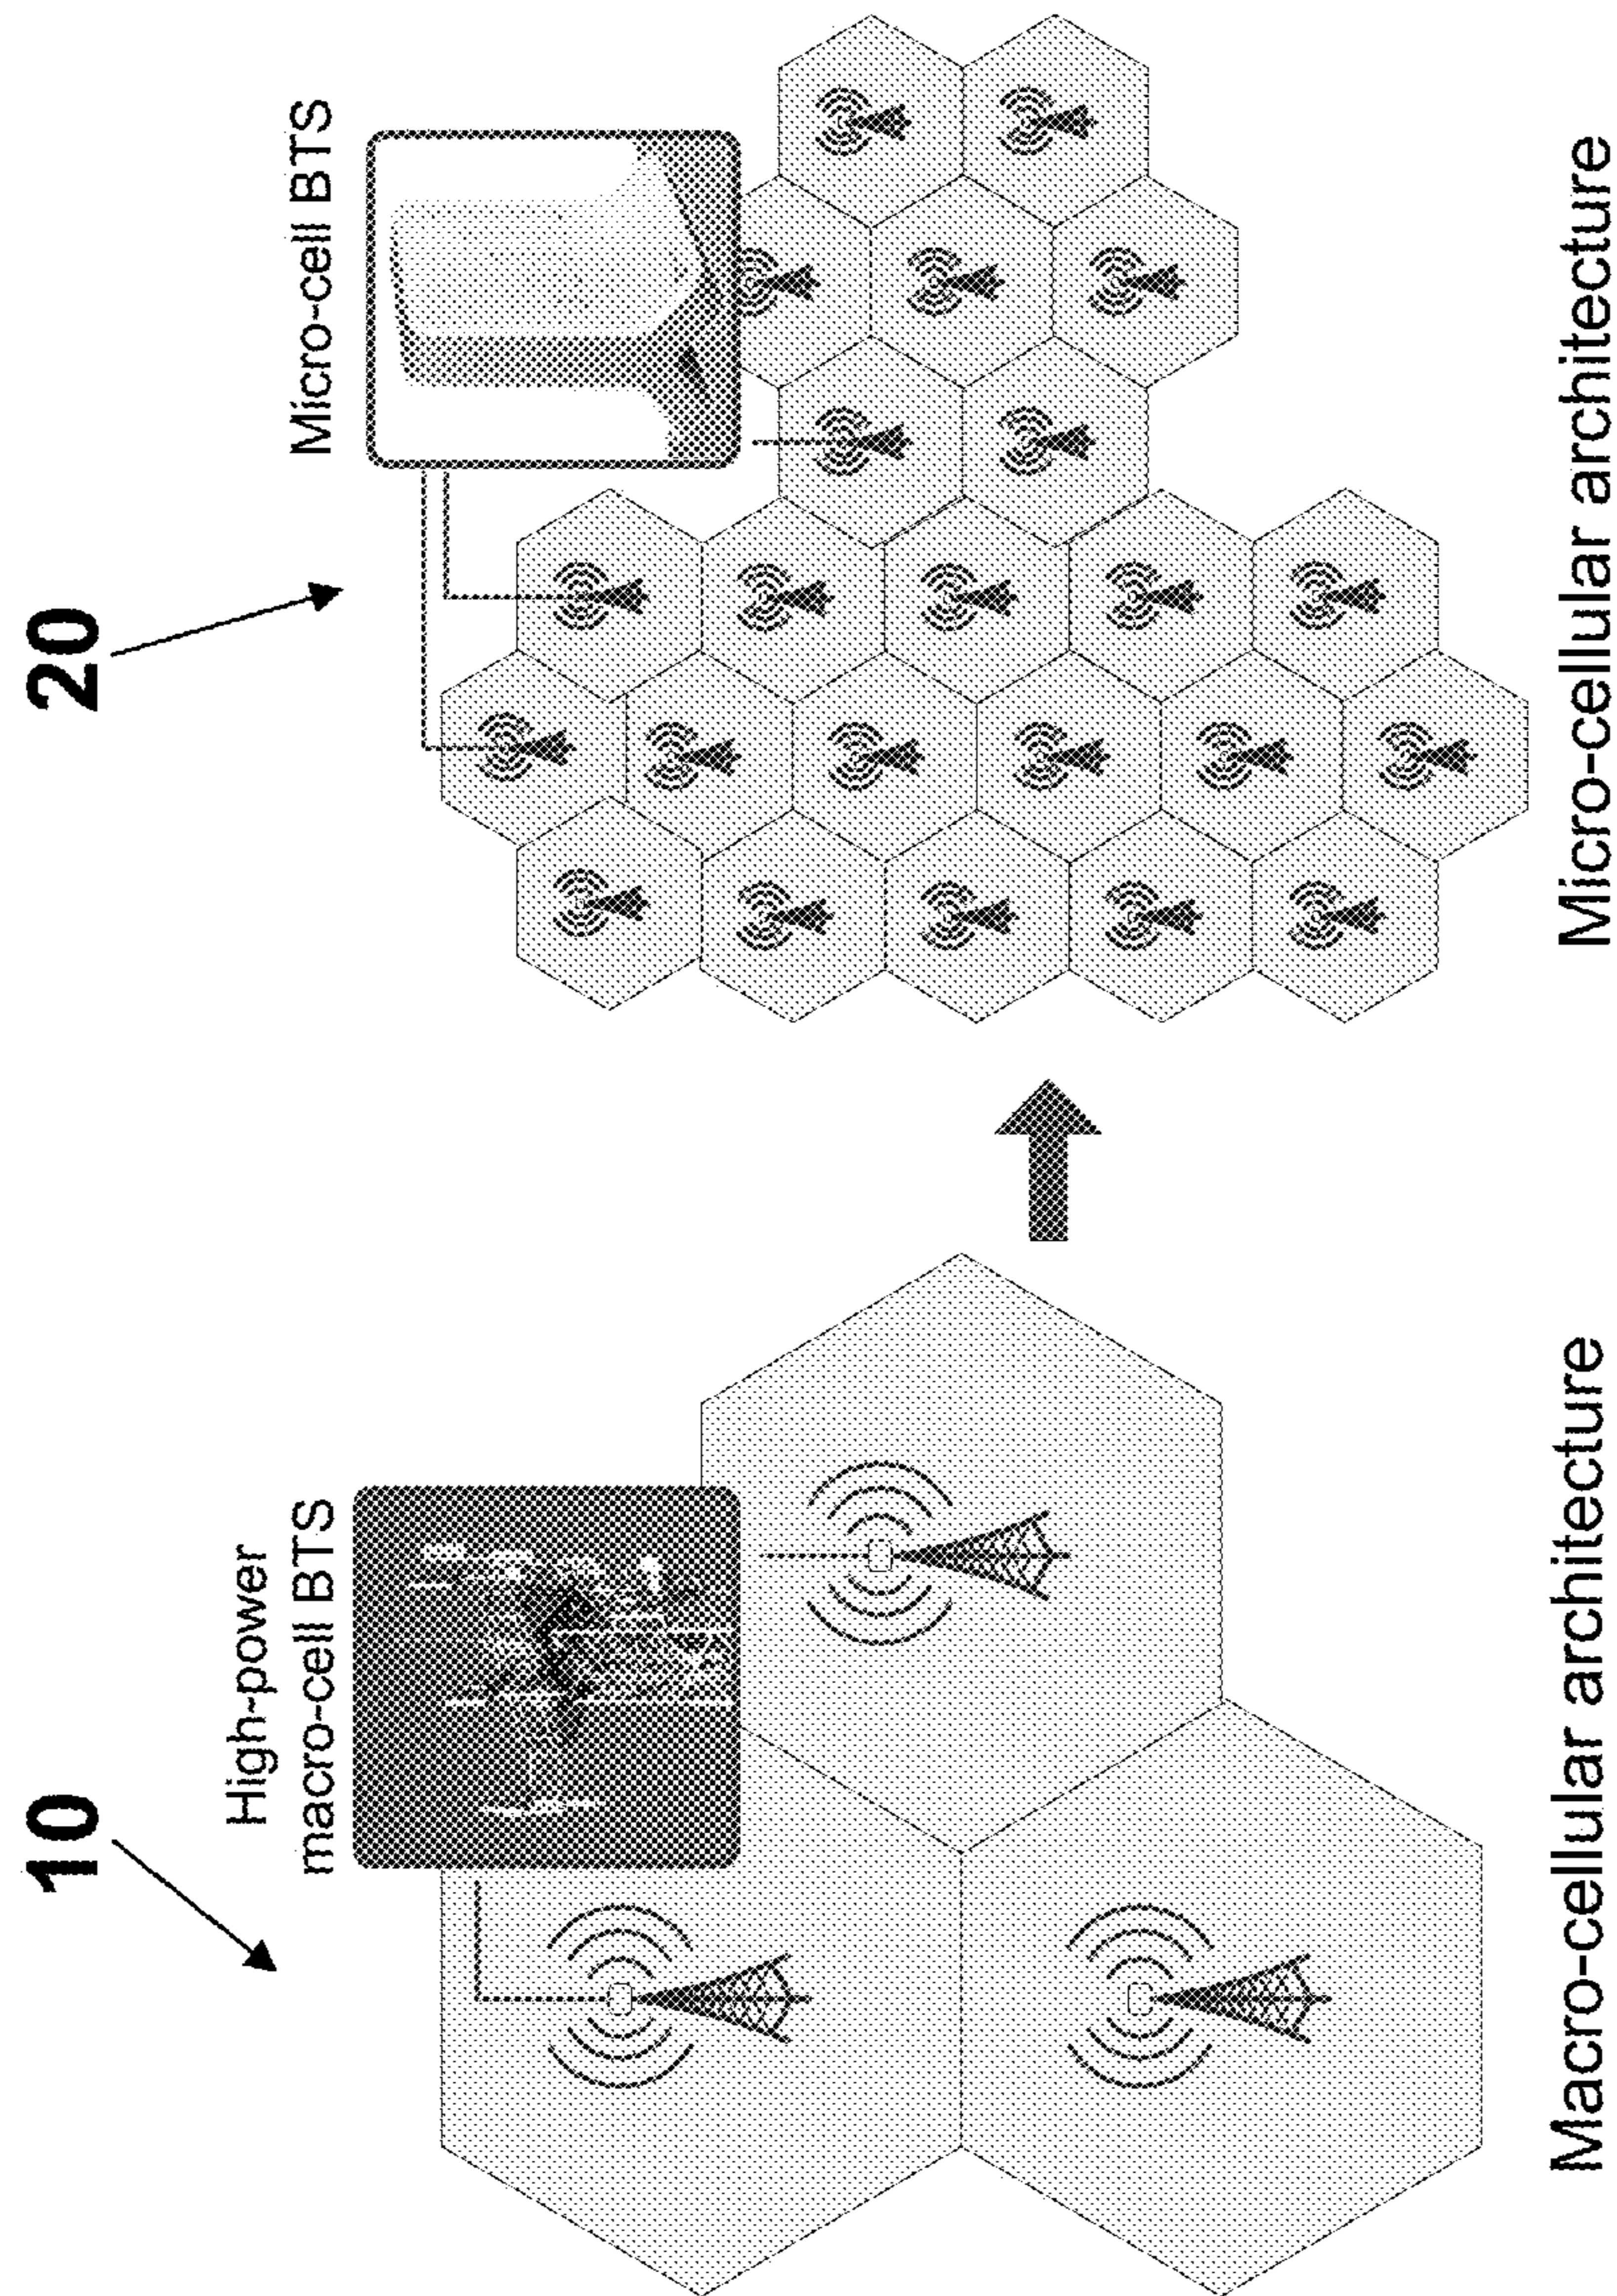 10
High-power
macro-cell BTS
Macro-cellular architecture
20
Micro-cell BTS
Micro-cellular architecture